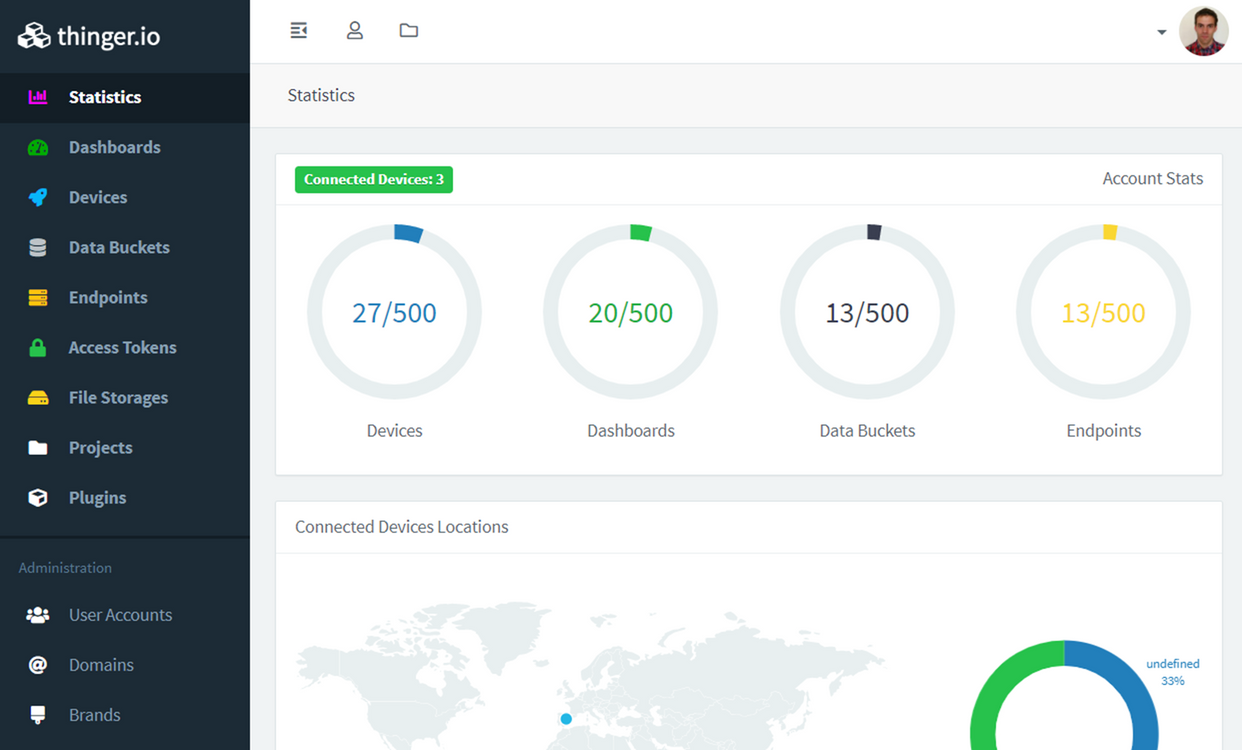 thinger.io
Statistics
Dashboards
Devices
Data Buckets
Endpoints
Access Tokens
File Storages
Projects
Plugins
Administration
User Accounts
Domains
Brands
Statistics
Connected Devices: 3
Account Stats
27/500
20/500
13/500
13/500
Devices
Dashboards
Data Buckets
Endpoints
Connected Devices Locations
undefined
33%